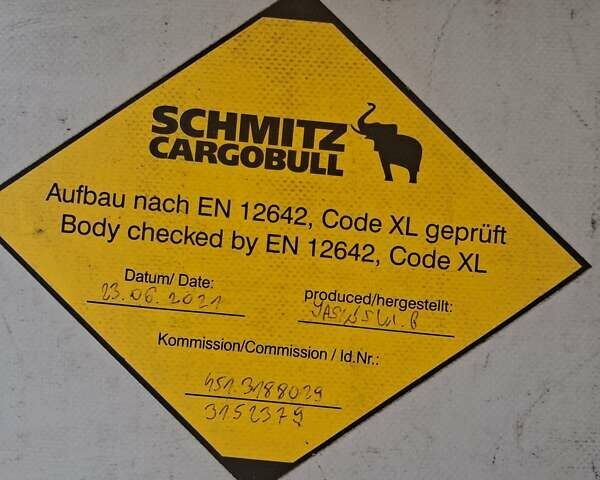 SCHMITZ
CARGOBULL
Aufbau nach EN 12642, Code XL geprüft
Body checked by EN 12642, Code XL
Datum/ Date:
23.06.2021
produced/hergestellt:
Kommission/Commission / Id.Nr.:
451.3188029
3152379